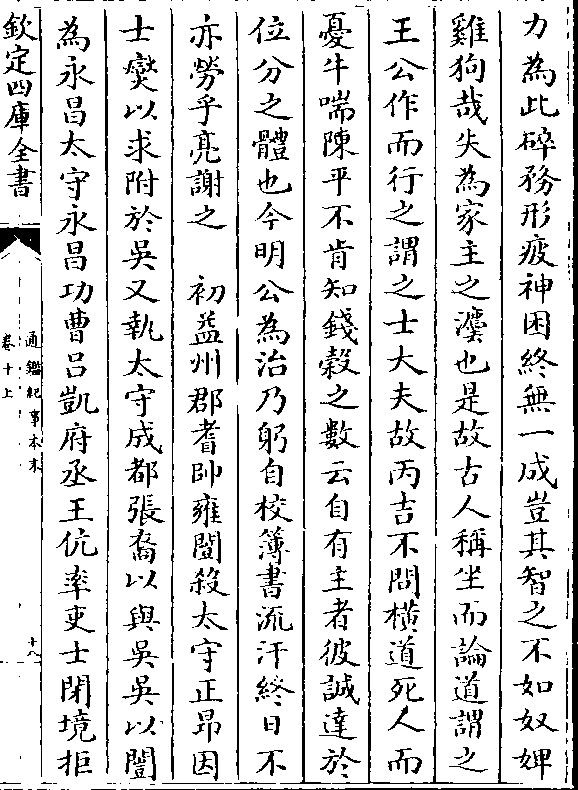 力為此碎務形疲神困終無一成豈其智之不如奴婢
雞狗哉失為家主之灋也是故古人稱坐而論道謂之
王公作而行之謂之士大夫故丙吉不問橫道死人而
憂牛喘陳平不肯知錢穀之數云自有主者彼誠達於
位分之體也今明公為治乃躬自校簿書流汗終日不
亦勞乎亮謝之　初益州郡耆帥雍闓殺太守正昂因
士燮以求附於吳又執太守成都張裔以與吳吳以闓
為永昌太守永昌功曹吕凱府丞王伉率吏士閉境拒
欽定四庫全書
通鑑紀事本末
卷十上
十八